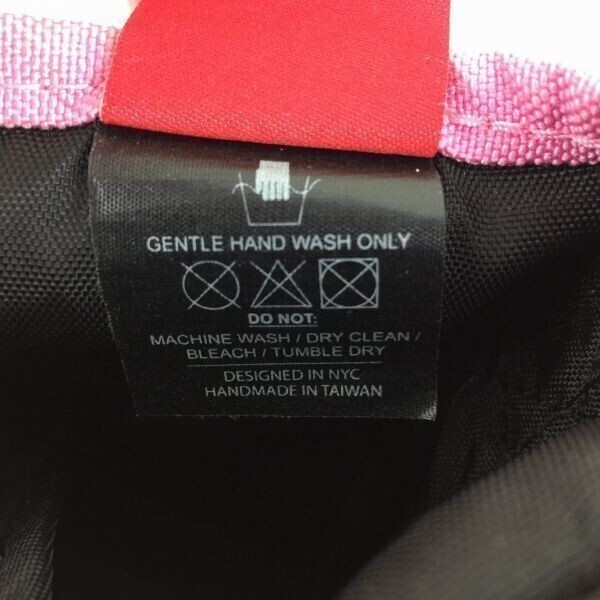 GENTLE HAND WASH ONLY
DO NOT:
MACHINE WASH / DRY CLEAN /
BLEACH / TUMBLE DRY
DESIGNED IN NYC
HANDMADE IN TAIWAN